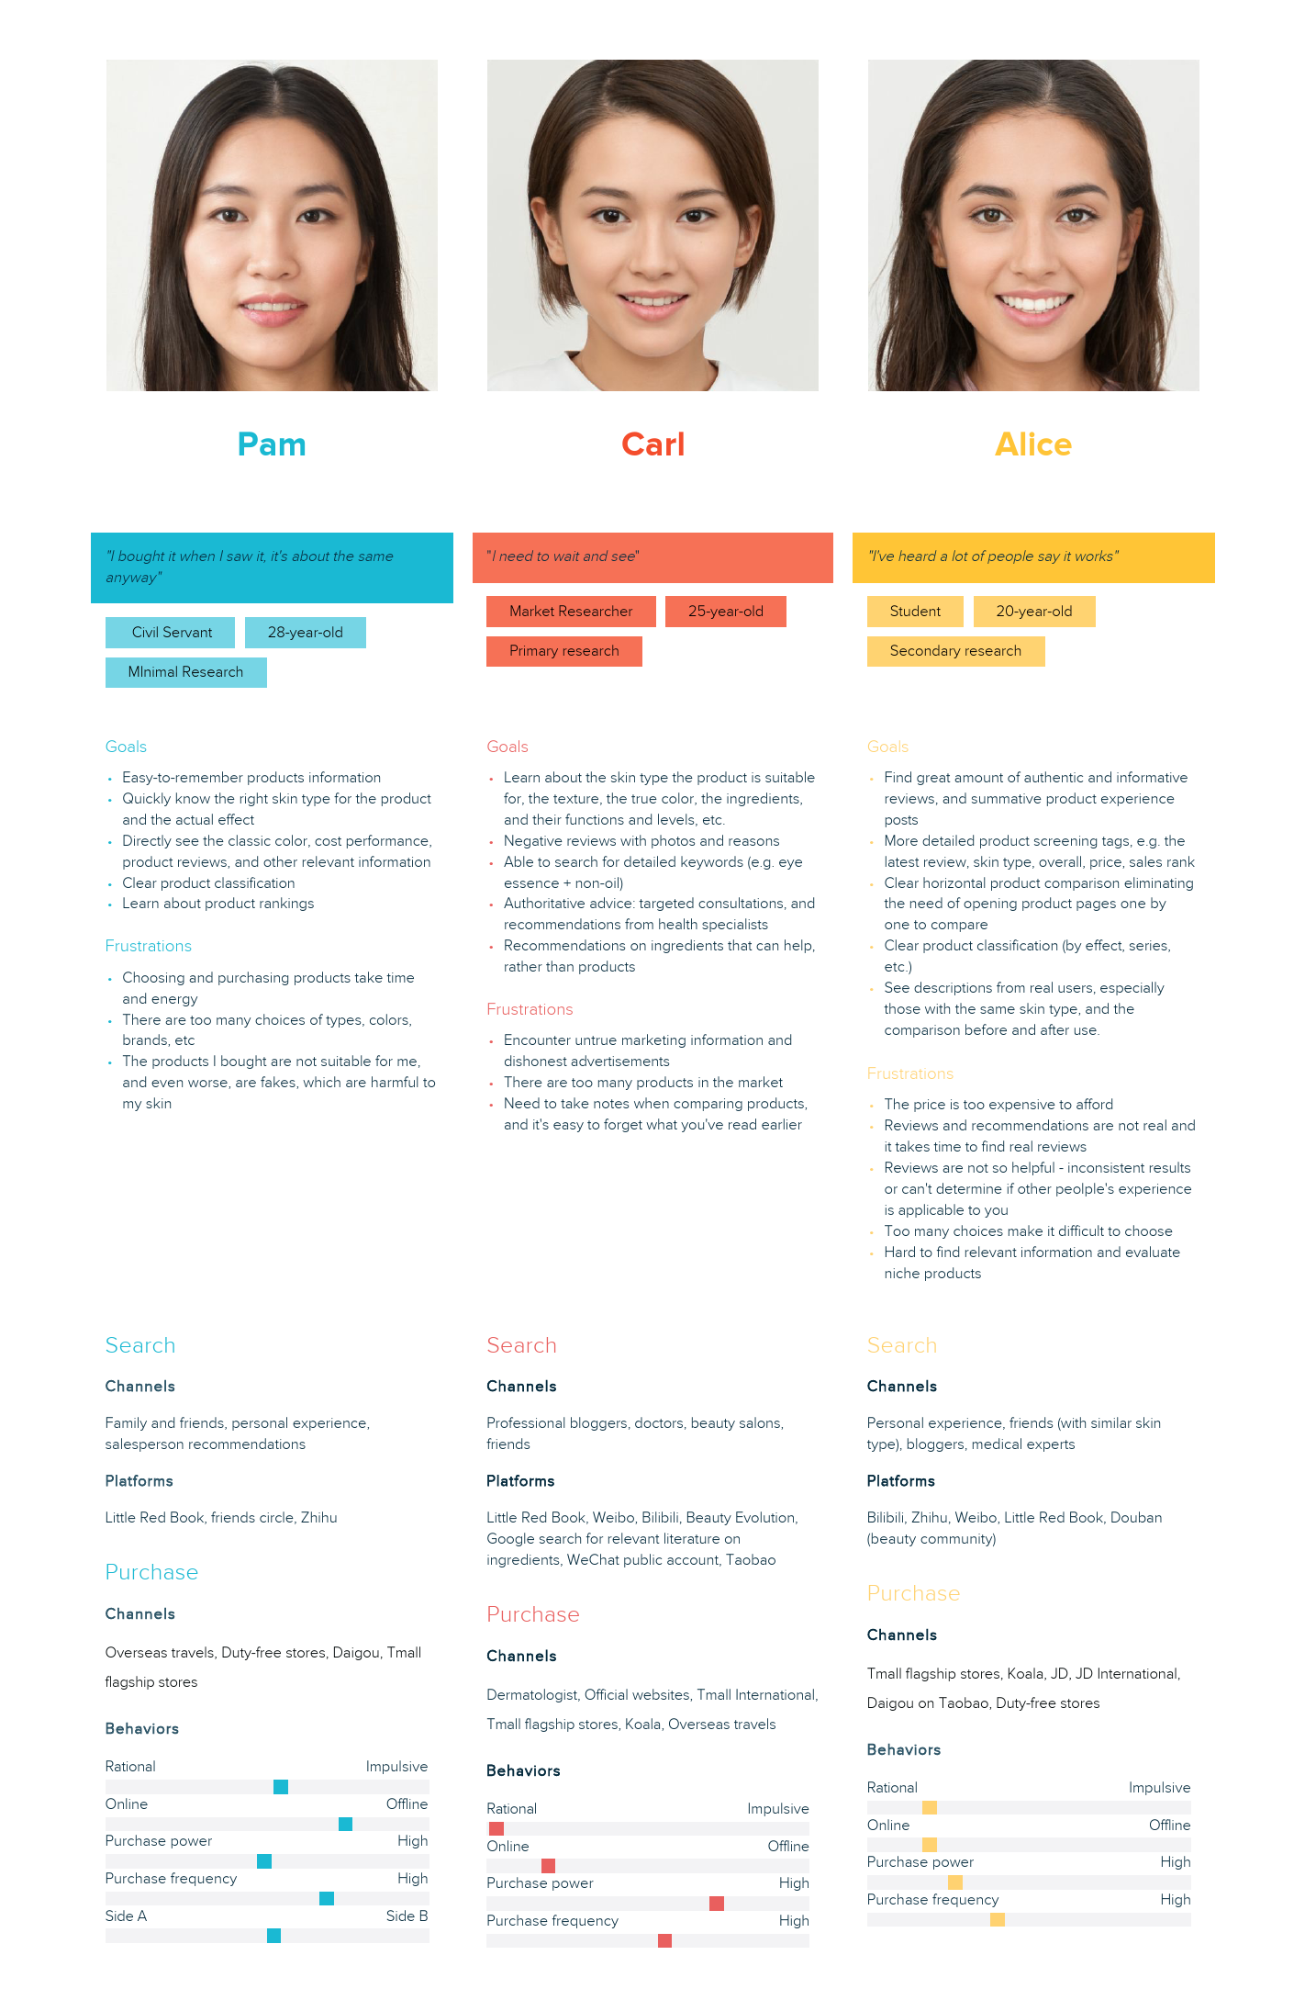 Pam
Carl
Alice
"I bought it when I saw it, it's about the same
anyway"
Civil Servant
28-year-old
MInimal Research
"I need to wait and see"
Market Researcher
25-year-old
Primary research
"I've heard a lot of people say it works"
Student
20-year-old
Secondary research
Goals
Easy-to-remember products information
Quickly know the right skin type for the product
and the actual effect
Directly see the classic color, cost performance,
product reviews, and other relevant information
Clear product classification
Learn about product rankings
Frustrations
Choosing and purchasing products take time
and energy
There are too many choices of types, colors,
brands, etc
The products I bought are not suitable for me,
and even worse, are fakes, which are harmful to
my skin
Goals
Learn about the skin type the product is suitable
for, the texture, the true color, the ingredients,
and their functions and levels, etc.
Negative reviews with photos and reasons
Able to search for detailed keywords (e.g. eye
essence + non-oil)
Authoritative advice: targeted consultations, and
recommendations from health specialists
Recommendations on ingredients that can help,
rather than products
Frustrations
Encounter untrue marketing information and
dishonest advertisements
There are too many products in the market
Need to take notes when comparing products,
and it's easy to forget what you've read earlier
Goals
Find great amount of authentic and informative
reviews, and summative product experience
posts
More detailed product screening tags, e.g. the
latest review, skin type, overall, price, sales rank
Clear horizontal product comparison eliminating
the need of opening product pages one by
one to compare
Clear product classification (by effect, series,
etc.)
See descriptions from real users, especially
those with the same skin type, and the
comparison before and after use.
Frustrations
The price is too expensive to afford
Reviews and recommendations are not real and
it takes time to find real reviews
Reviews are not so helpful - inconsistent results
or can't determine if other peolple's experience
is applicable to you
Too many choices make it difficult to choose
Hard to find relevant information and evaluate
niche products
Search
Channels
Family and friends, personal experience,
salesperson recommendations
Platforms
Little Red Book, friends circle, Zhihu
Purchase
Channels
Overseas travels, Duty-free stores, Daigou, Tmall
flagship stores
Behaviors
Rational Impulsive
Online Offline
Purchase power High
Purchase frequency High
Side A Side B
Search
Channels
Professional bloggers, doctors, beauty salons,
friends
Platforms
Little Red Book, Weibo, Bilibili, Beauty Evolution,
Google search for relevant literature on
ingredients, WeChat public account, Taobao
Purchase
Channels
Dermatologist, Official websites, Tmall International,
Tmall flagship stores, Koala, Overseas travels
Behaviors
Rational Impulsive
Online Offline
Purchase power High
Purchase frequency High
Search
Channels
Personal experience, friends (with similar skin
type), bloggers, medical experts
Platforms
Bilibili, Zhihu, Weibo, Little Red Book, Douban
(beauty community)
Purchase
Channels
Tmall flagship stores, Koala, JD, JD International,
Daigou on Taobao, Duty-free stores
Behaviors
Rational Impulsive
Online Offline
Purchase power High
Purchase frequency High